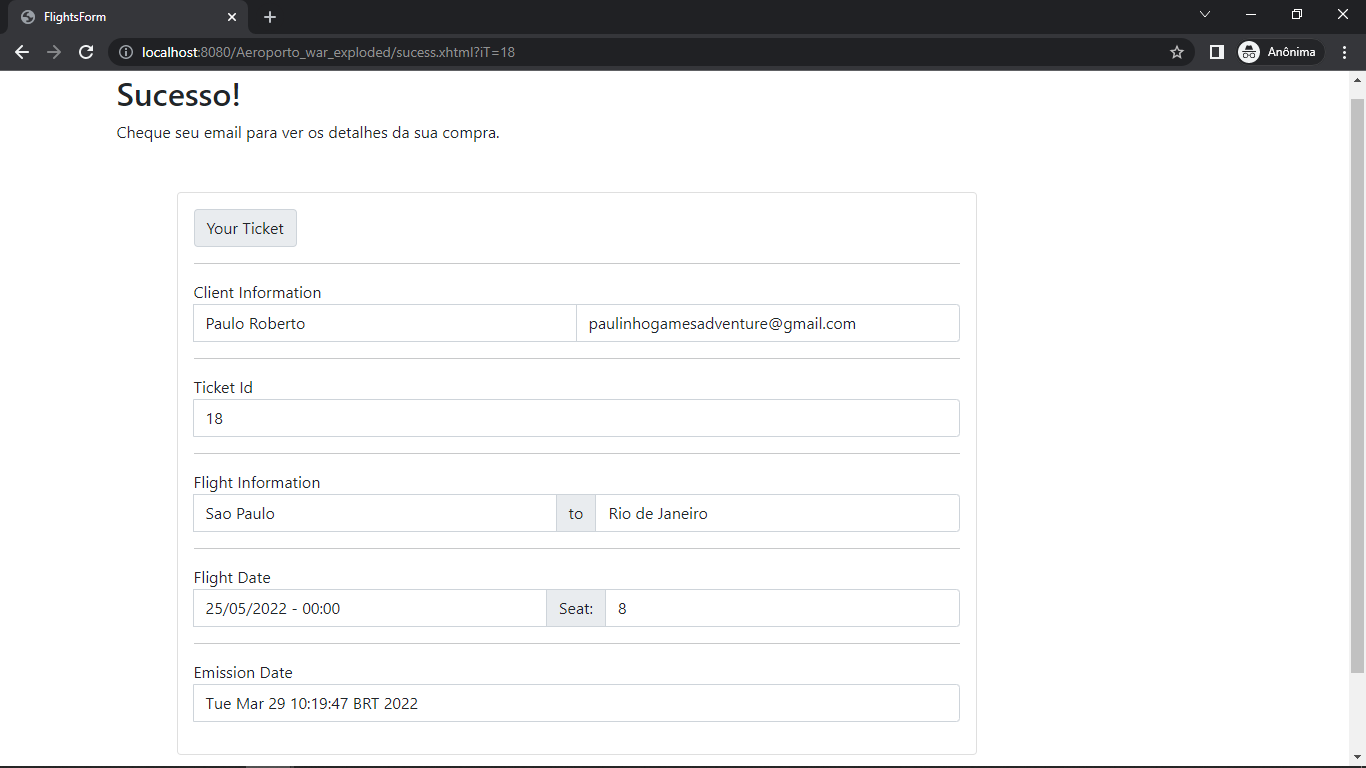 FlightsForm
localhost:8080/Aeroporto_war_exploded/sucess.xhtml?iT=18
Anônima
Sucesso!
Cheque seu email para ver os detalhes da sua compra.
Your Ticket
Client Information
Paulo Roberto paulinhogamesadventure@gmail.com
Ticket Id
18
Flight Information
Sao Paulo to Rio de Janeiro
Flight Date
25/05/2022 - 00:00 Seat: 8
Emission Date
Tue Mar 29 10:19:47 BRT 2022